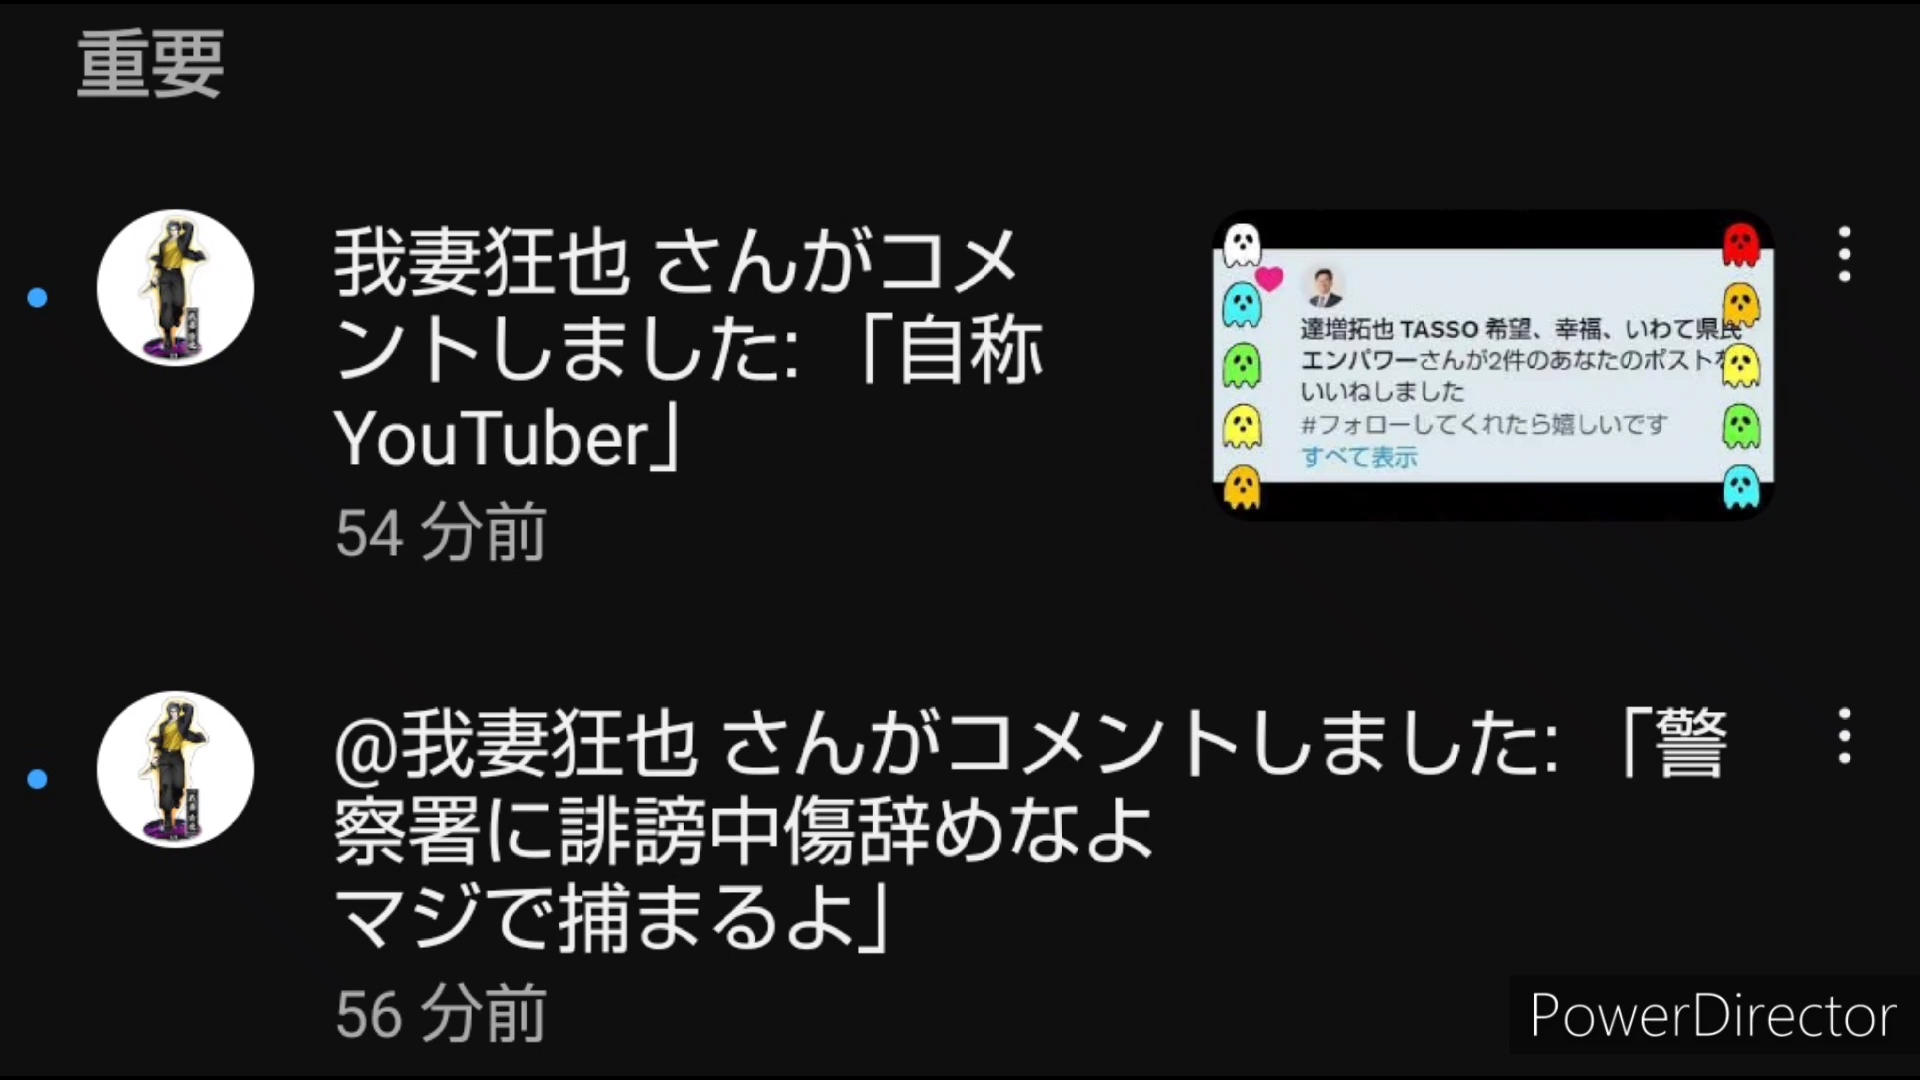 重要
我妻狂也 さんがコメ
ントしました: 「自称
YouTuber」
54 分前
達増拓也 TASSO 希望、幸福、いわて県民
エンパワーさんが2件のあなたのポストを
いいねしました
#フォローしてくれたら嬉しいです
すべて表示
@我妻狂也 さんがコメントしました: 「警
察署に誹謗中傷辞めなよ
マジで捕まるよ」
56 分前
PowerDirector